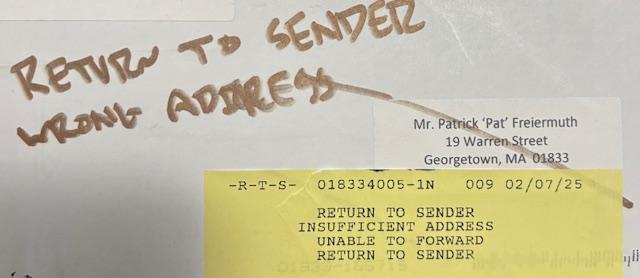 RETURN TO SENDER
WRONG ADDRESS
Mr. Patrick ‘Pat’ Freiermuth
19 Warren Street
Georgetown, MA 01833
-R-T-S- 018334005-1N 009 02/07/25
RETURN TO SENDER
INSUFFICIENT ADDRESS
UNABLE TO FORWARD
RETURN TO SENDER